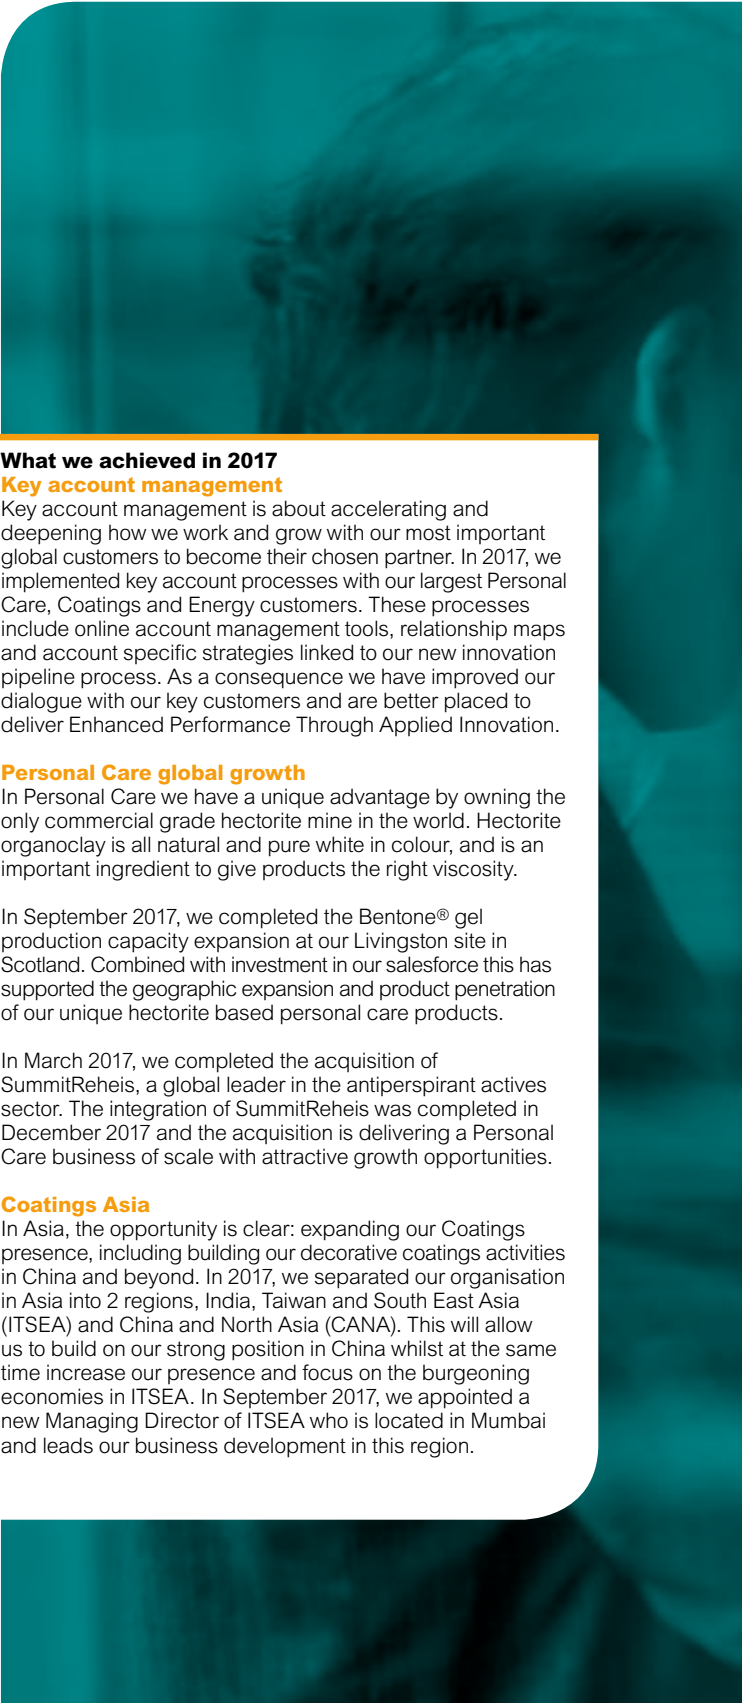 What we achieved in 2017
Key account management
Key account management is about accelerating and
deepening how we work and grow with our most important
global customers to become their chosen partner. In 2017, we
implemented key account processes with our largest Personal
Care, Coatings and Energy customers. These processes
include online account management tools, relationship maps
and account specific strategies linked to our new innovation
pipeline process. As a consequence we have improved our
dialogue with our key customers and are better placed to
deliver Enhanced Performance Through Applied Innovation.
Personal Care global growth
In Personal Care we have a unique advantage by owning the
only commercial grade hectorite mine in the world. Hectorite
organoclay is all natural and pure white in colour, and is an
important ingredient to give products the right viscosity.
In September 2017, we completed the Bentone® gel
production capacity expansion at our Livingston site in
Scotland. Combined with investment in our salesforce this has
supported the geographic expansion and product penetration
of our unique hectorite based personal care products.
In March 2017, we completed the acquisition of
SummitReheis, a global leader in the antiperspirant actives
sector. The integration of SummitReheis was completed in
December 2017 and the acquisition is delivering a Personal
Care business of scale with attractive growth opportunities.
Coatings Asia
In Asia, the opportunity is clear: expanding our Coatings
presence, including building our decorative coatings activities
in China and beyond. In 2017, we separated our organisation
in Asia into 2 regions, India, Taiwan and South East Asia
(ITSEA) and China and North Asia (CANA). This will allow
us to build on our strong position in China whilst at the same
time increase our presence and focus on the burgeoning
economies in ITSEA. In September 2017, we appointed a
new Managing Director of ITSEA who is located in Mumbai
and leads our business development in this region.